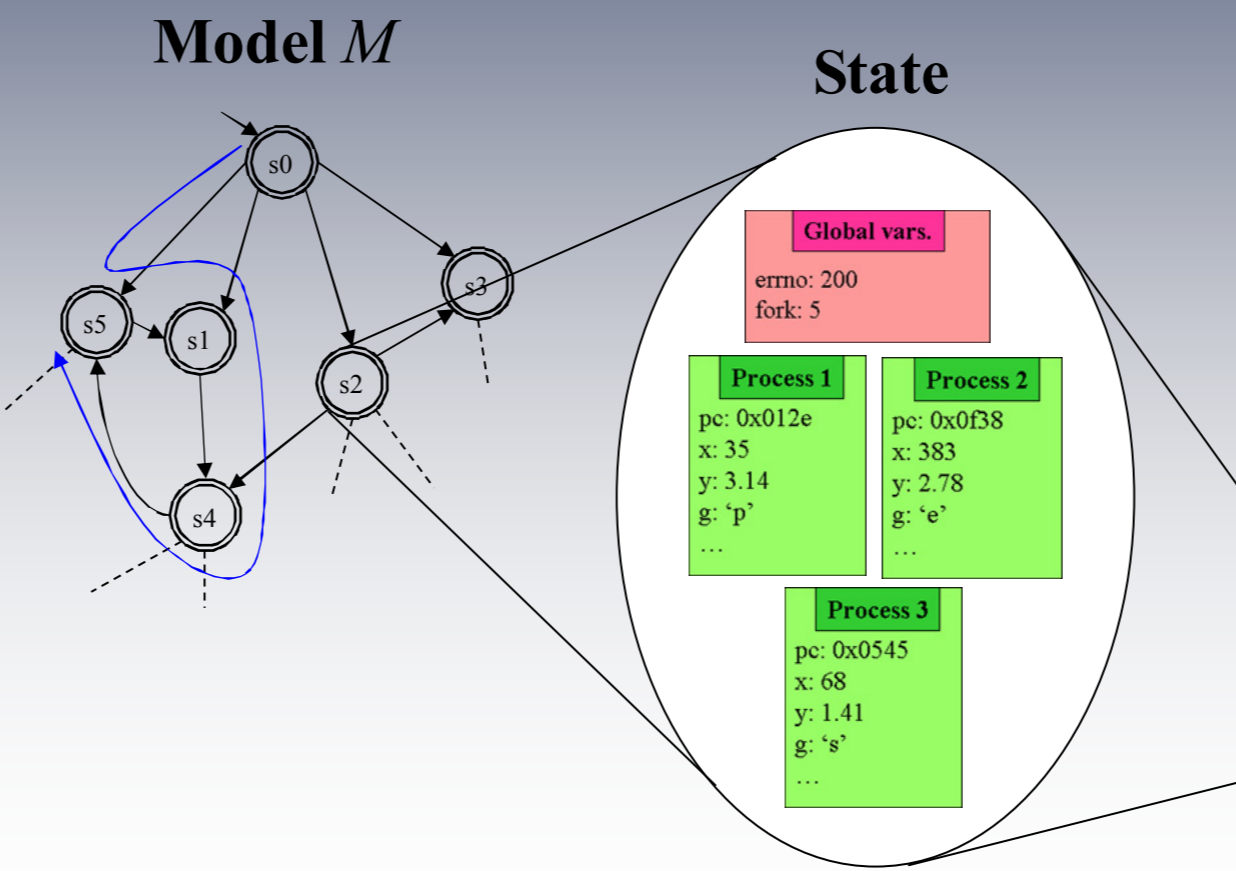 Model M
State
s0
s3
s5
s1
s2
s4
Global vars.
errno: 200
fork: 5
Process 1
pc: 0x012e
x: 35
y: 3.14
g: ‘p’
…
Process 2
pc: 0x0f38
x: 383
y: 2.78
g: ‘e’
…
Process 3
pc: 0x0545
x: 68
y: 1.41
g: ‘s’
…